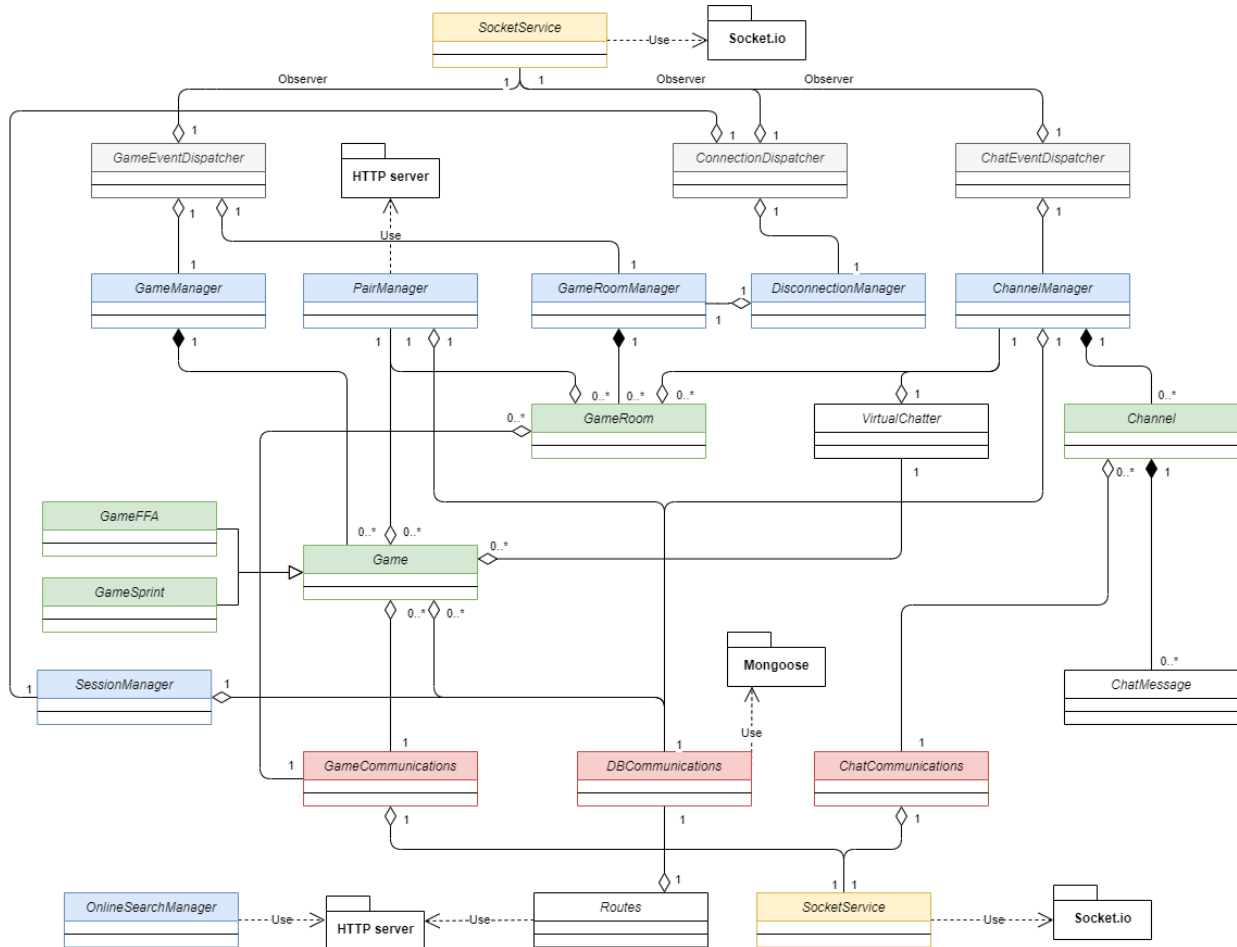 SocketService
Use
Socket.io
Observer
1
1
Observer
Observer
1
1
1
1
GameEventDispatcher
HTTP server
ConnectionDispatcher
ChatEventDispatcher
1
1
1
1
Use
Use
1
1
1
1
GameManager
PairManager
GameRoomManager
1
DisconnectionManager
ChannelManager
1
1
1
1
1
1
1
1
1
0..*
0..*
0..*
1
0..*
0..*
GameRoom
VirtualChatter
Channel
1
0..*
1
GameFFA
0..*
0..*
Game
0..*
GameSprint
0..*
0..*
Mongoose
0..*
SessionManager
1
1
ChatMessage
Use
1
1
1
1
GameCommunications
DBCommunications
ChatCommunications
1
1
1
1
1
1
OnlineSearchManager
Use
HTTP server
Use
Routes
SocketService
Use
Socket.io